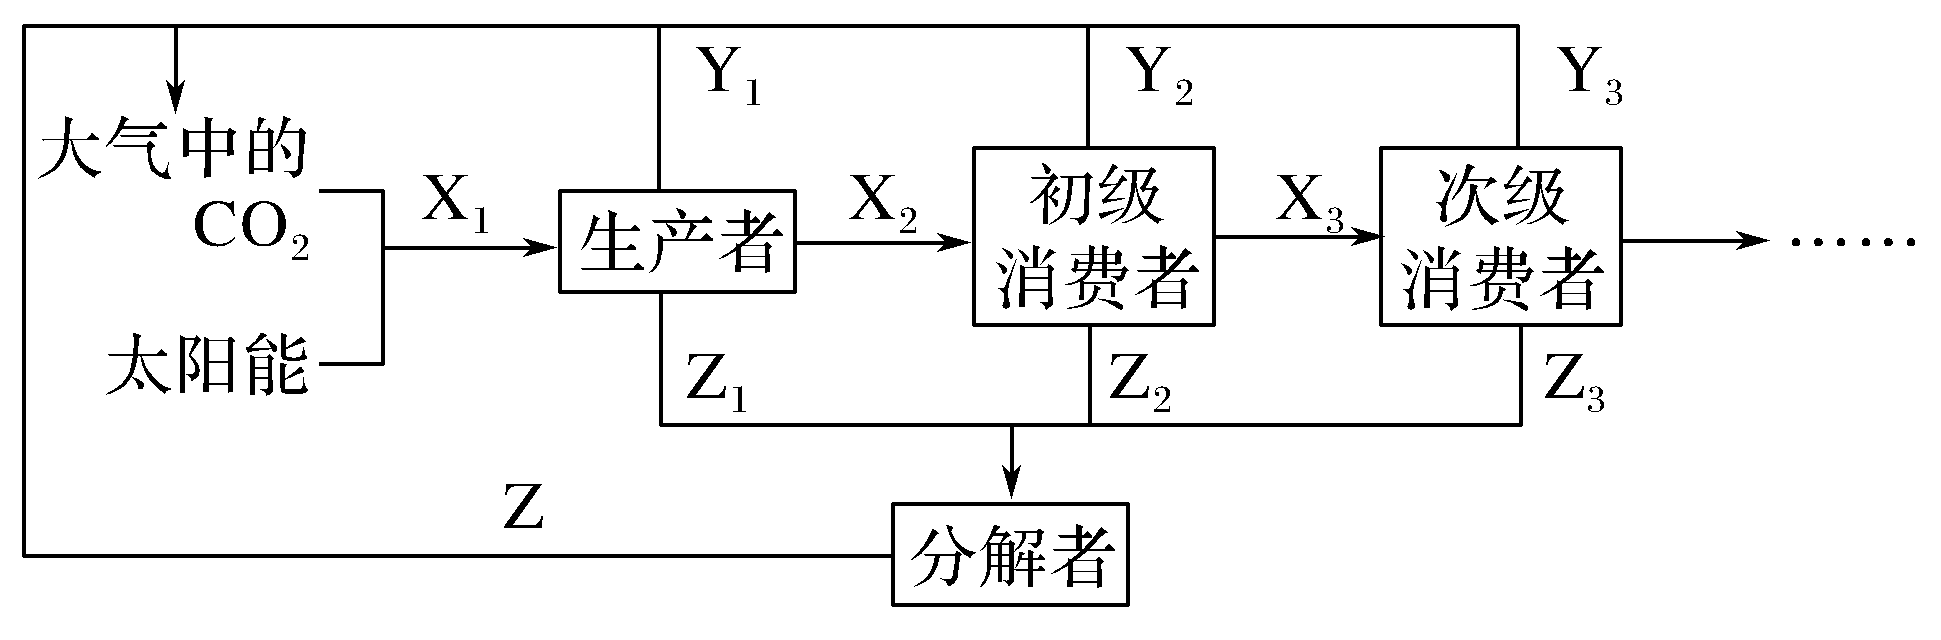 Y₁
Y₂
Y₃
大气中的
CO₂
X₁
生产者
X₂
初级
消费者
X₃
次级
消费者
……
太阳能
Z₁
Z₂
Z₃
Z
分解者